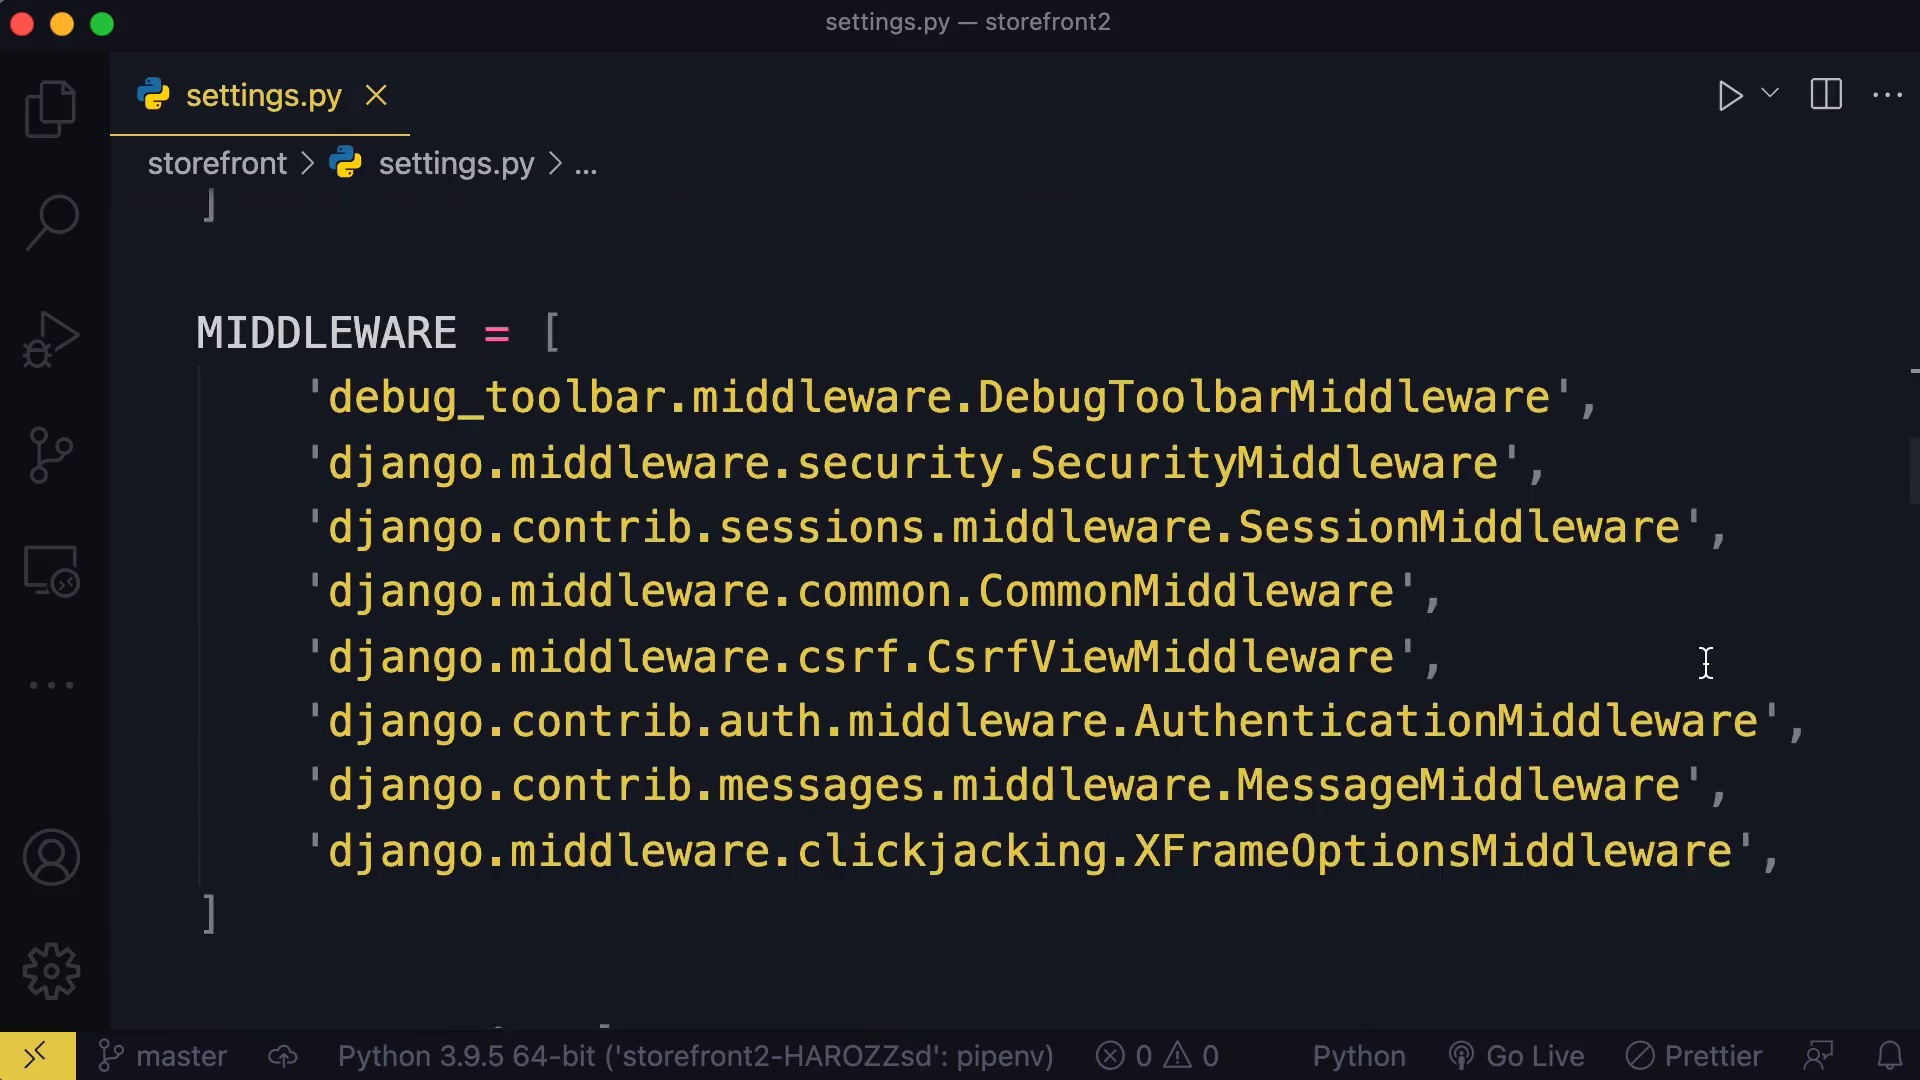 settings.py — storefront2
settings.py
storefront > settings.py > ...
]
MIDDLEWARE = [
'debug_toolbar.middleware.DebugToolbarMiddleware',
'django.middleware.security.SecurityMiddleware',
'django.contrib.sessions.middleware.SessionMiddleware',
'django.middleware.common.CommonMiddleware',
'django.middleware.csrf.CsrfViewMiddleware',
'django.contrib.auth.middleware.AuthenticationMiddleware',
'django.contrib.messages.middleware.MessageMiddleware',
'django.middleware.clickjacking.XFrameOptionsMiddleware',
]
master Python 3.9.5 64-bit ('storefront2-HAROZZsd': pipenv) 0 0 Python Go Live Prettier